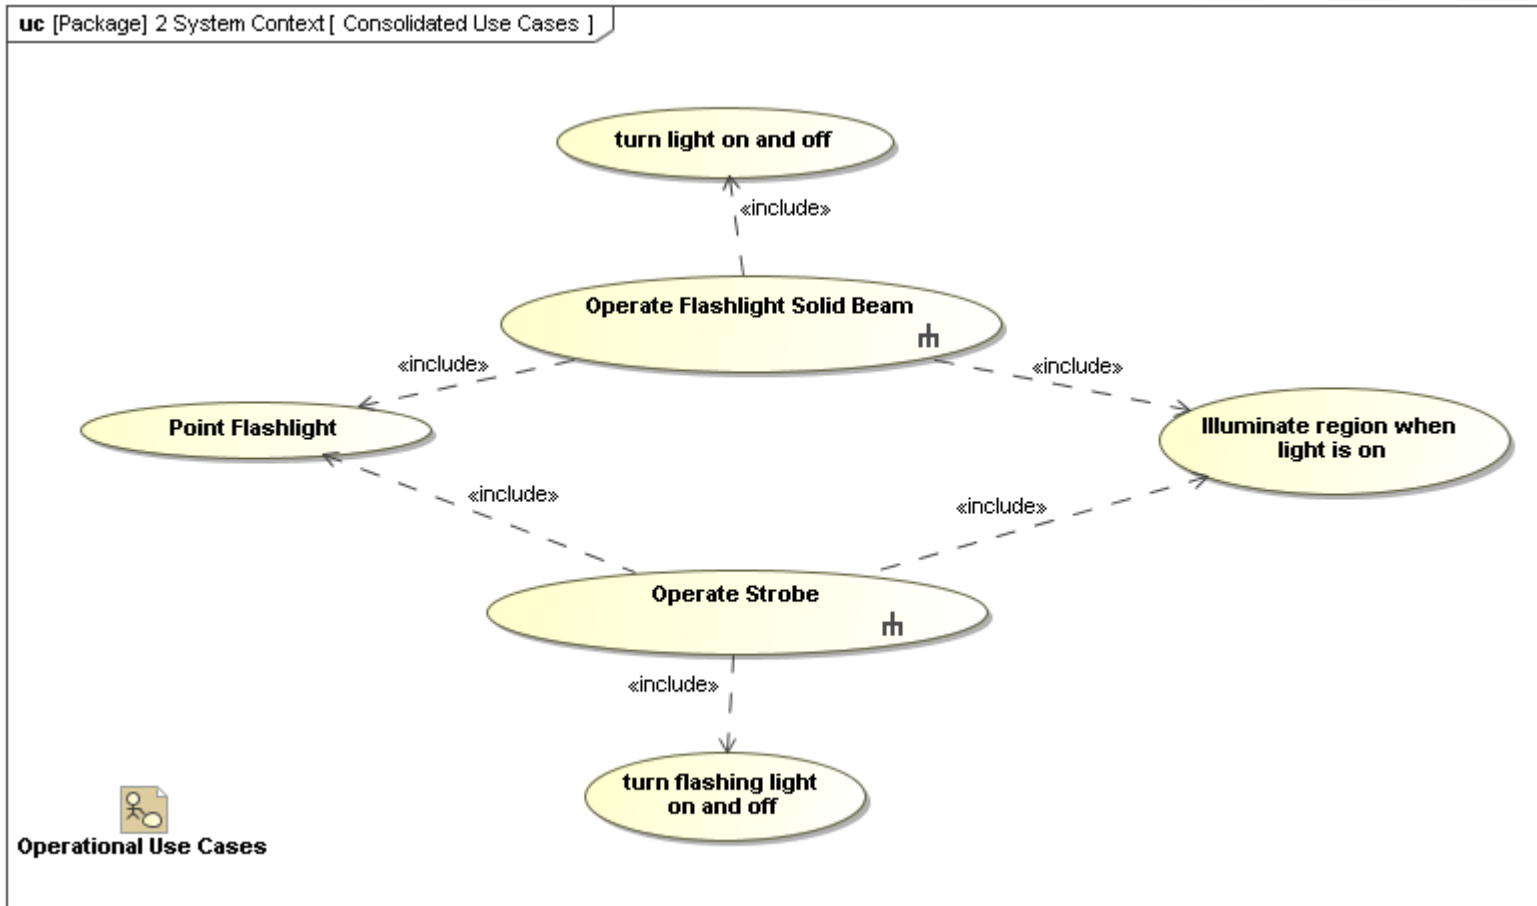 uc [Package] 2 System Context [ Consolidated Use Cases ]
turn light on and off
«include»
Operate Flashlight Solid Beam
«include»
«include»
Point Flashlight
Illuminate region when
light is on
«include»
«include»
Operate Strobe
«include»
turn flashing light
on and off
Operational Use Cases